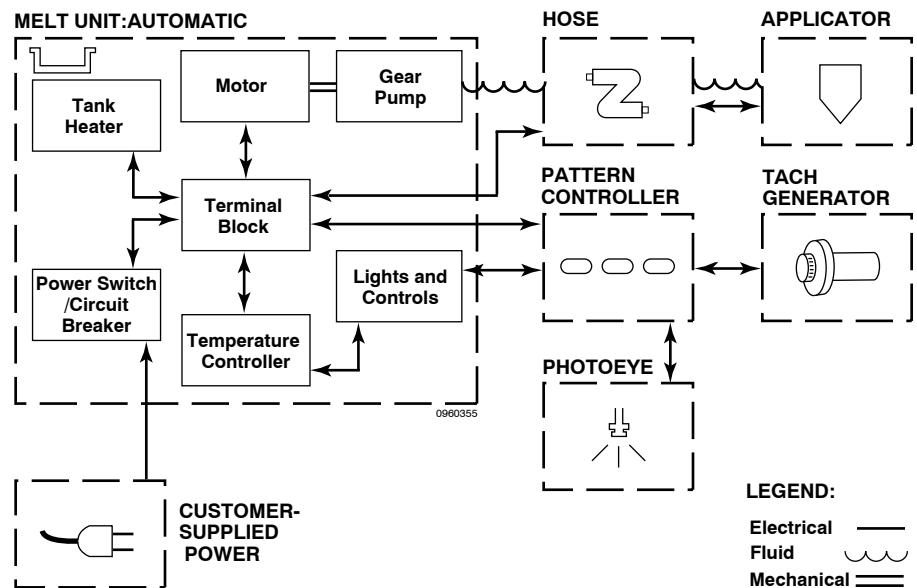 MELT UNIT:AUTOMATIC
HOSE
APPLICATOR
Tank
Heater
Motor
Gear
Pump
Terminal
Block
PATTERN
CONTROLLER
TACH
GENERATOR
Power Switch
/Circuit
Breaker
Lights and
Controls
Temperature
Controller
PHOTOEYE
0960355
CUSTOMER-
SUPPLIED
POWER
LEGEND:
Electrical
Fluid
Mechanical